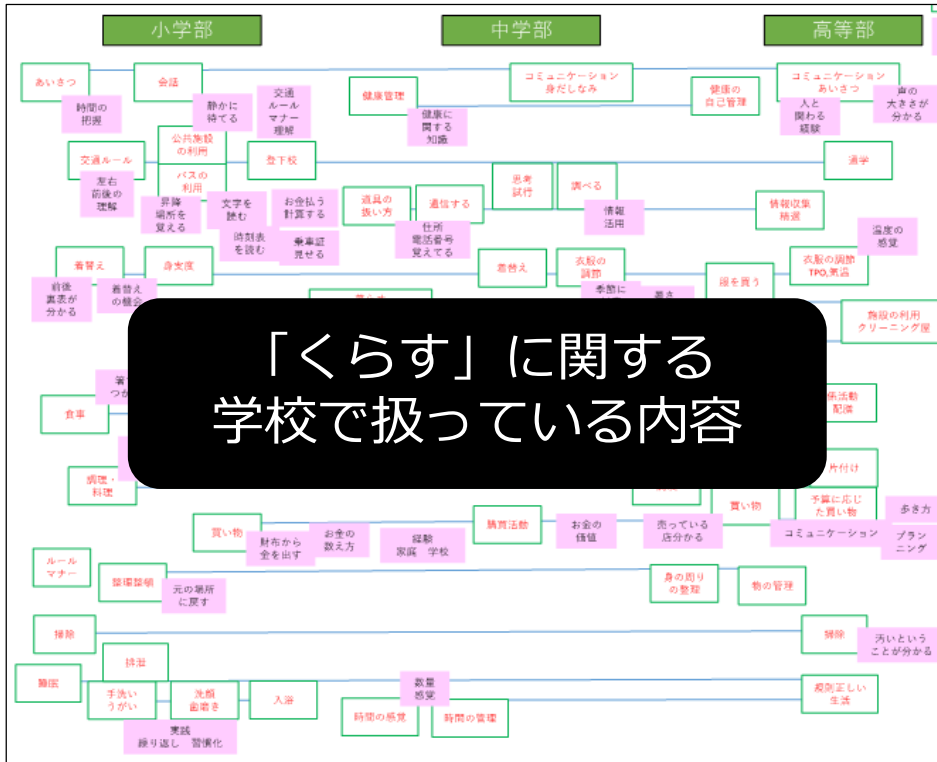 小学部
中学部
高等部
あいさつ
会話
時間の
把握
静かに
待てる
交通
ルール
マナー
理解
健康管理
健康に
関する
知識
コミュニケーション
身だしなみ
健康の
自己管理
コミュニケーション
あいさつ
人と
関わる
経験
声の
大きさが
分かる
交通ルール
公共施設
の利用
バスの
利用
登下校
通学
左右
前後の
理解
昇降
場所を
覚える
文字を
読む
お金払う
計算する
時刻表
を読む
乗車証
見せる
道具の
扱い方
通信する
住所
電話番号
覚えてる
思考
試行
調べる
情報
活用
情報収集
精選
温度の
感覚
着替え
身支度
前後
裏表が
分かる
着替え
の機会
着替え
衣服の
調節
季節に
服を買う
衣服の調節
TPO,気温
施設の利用
クリーニング屋
「くらす」に関する
学校で扱っている内容
食事
係活動
配膳
調理・
料理
片付け
買い物
予算に応じ
た買い物
買い物
財布から
金を出す
お金の
数え方
経験
家庭 学校
購買活動
お金の
価値
売っている
店分かる
コミュニケーション
歩き方
プラン
ニング
ルール
マナー
整理整頓
元の場所
に戻す
身の周り
の整理
物の管理
掃除
掃除
汚いという
ことが分かる
排泄
睡眠
手洗い
うがい
洗顔
歯磨き
入浴
実践
繰り返し 習慣化
数量
感覚
時間の感覚
時間の管理
規則正しい
生活